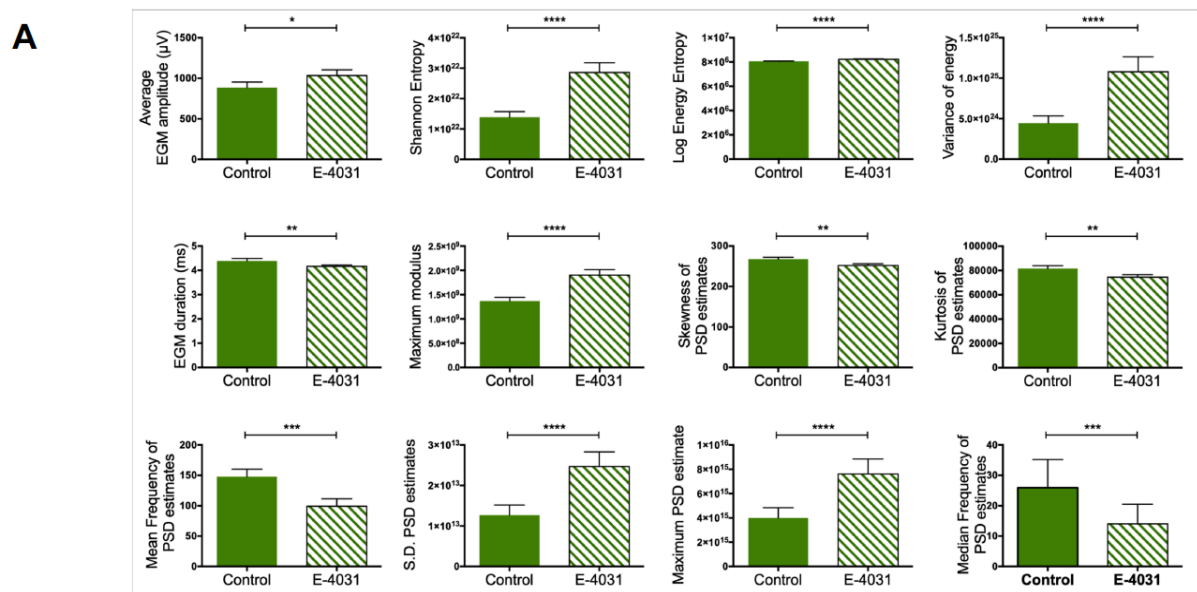 A
*
****
****
****
Average
EGM amplitude (µV)
1500
1000
500
0
Control
E-4031
Shannon Entropy
4×10²²
3×10²²
2×10²²
1×10²²
0
Control
E-4031
Log Energy Entropy
1×10⁷
8×10⁶
6×10⁶
4×10⁶
2×10⁶
0
Control
E-4031
Variance of energy
1.5×10²⁵
1.0×10²⁵
5.0×10²⁴
0.0
Control
E-4031
**
****
**
**
EGM duration (ms)
5
4
3
2
1
0
Control
E-4031
Maximum modulus
2.5×10⁹
2.0×10⁹
1.5×10⁹
1.0×10⁹
5.0×10⁸
0.0
Control
E-4031
Skewness of
PSD estimates
300
200
100
0
Control
E-4031
Kurtosis of
PSD estimates
100000
80000
60000
40000
20000
0
Control
E-4031
***
****
****
***
Mean Frequency of
PSD estimates
200
150
100
50
0
Control
E-4031
S.D. PSD estimates
3×10¹³
2×10¹³
1×10¹³
0
Control
E-4031
Maximum PSD estimate
1×10¹⁶
8×10¹⁵
6×10¹⁵
4×10¹⁵
2×10¹⁵
0
Control
E-4031
Median Frequency of
PSD estimates
40
30
20
10
0
Control
E-4031